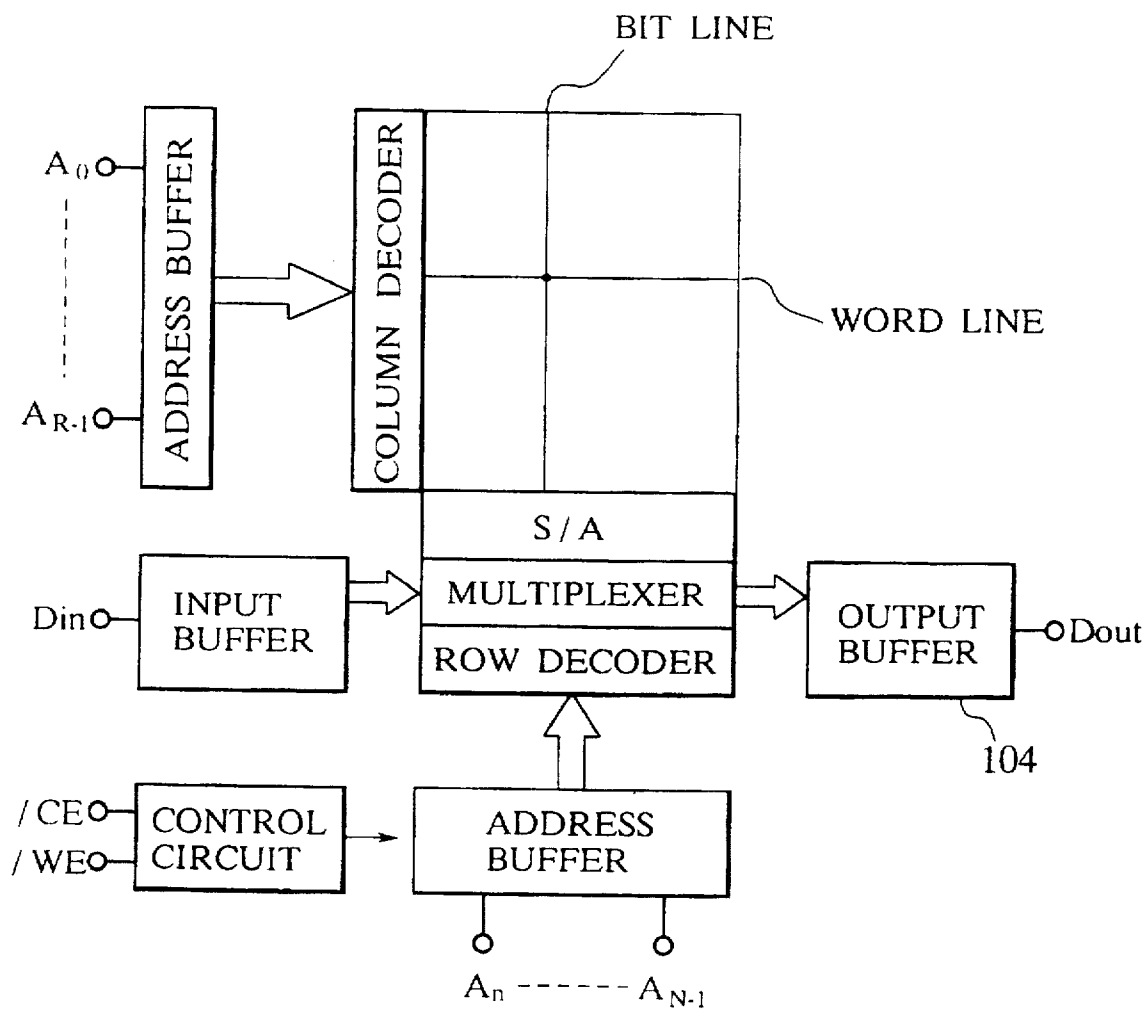 BIT LINE
A0
AR-1
ADDRESS BUFFER
COLUMN DECODER
WORD LINE
S/A
MULTIPLEXER
ROW DECODER
Din
INPUT
BUFFER
OUTPUT
BUFFER
Dout
104
/CE
/WE
CONTROL
CIRCUIT
ADDRESS
BUFFER
An
AN-1